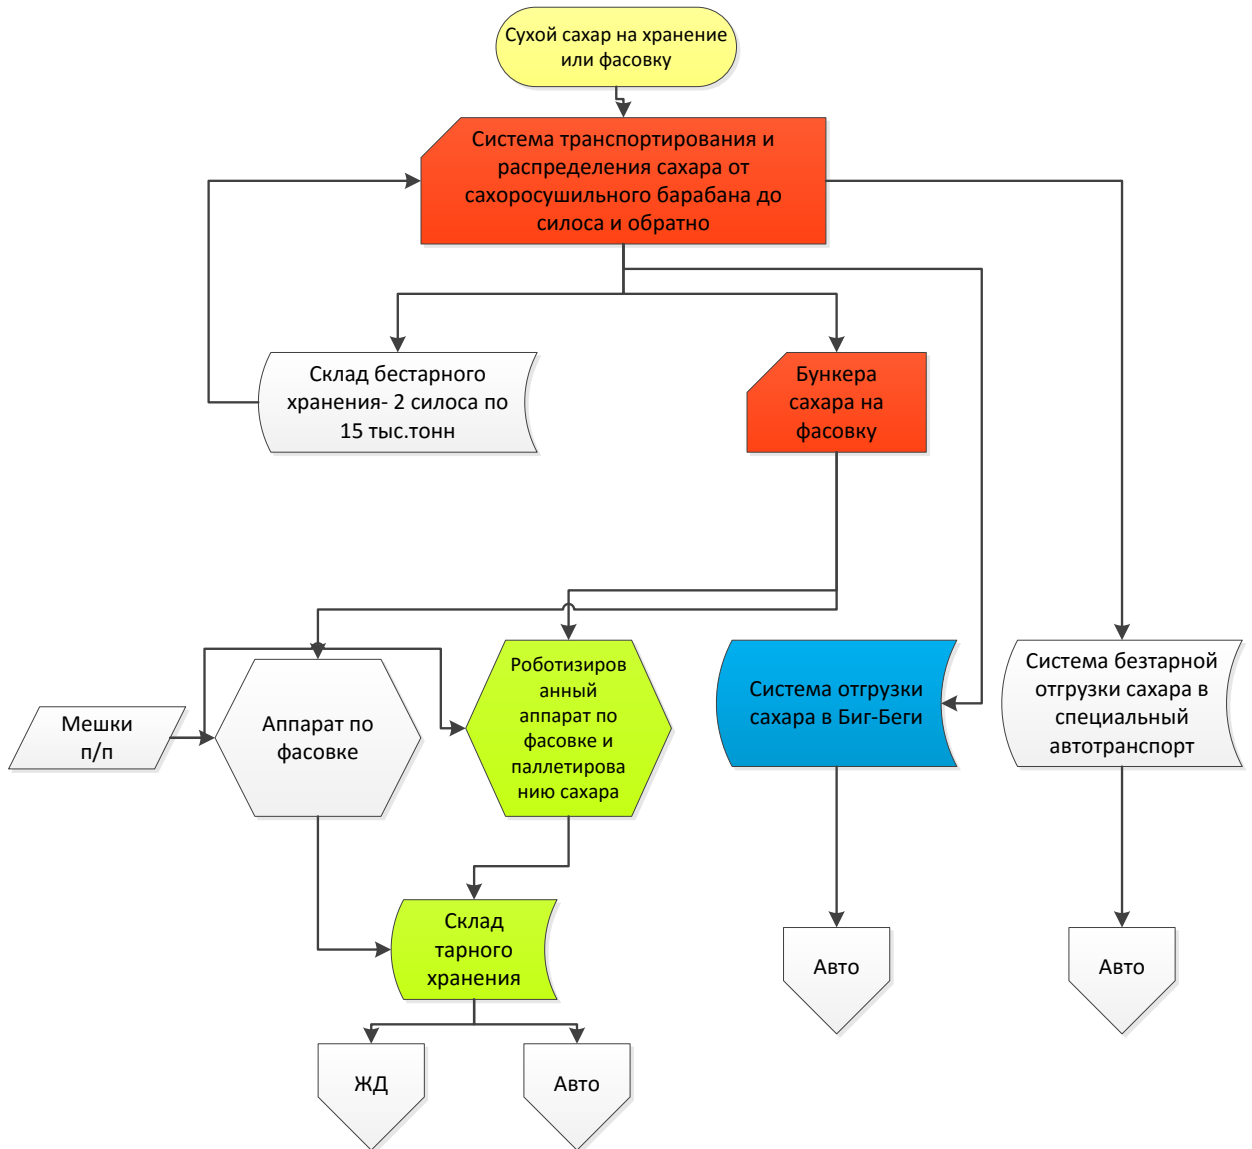 Сухой сахар на хранение
или фасовку
Система транспортирования и
распределения сахара от
сахоросушильного барабана до
силоса и обратно
Склад бестарного
хранения- 2 силоса по
15 тыс.тонн
Бункера
сахара на
фасовку
Мешки
п/п
Аппарат по
фасовке
Роботизиров
анный
аппарат по
фасовке и
паллетирова
нию сахара
Система отгрузки
сахара в Биг-Беги
Система безтарной
отгрузки сахара в
специальный
автотранспорт
Склад
тарного
хранения
Авто
Авто
ЖД
Авто